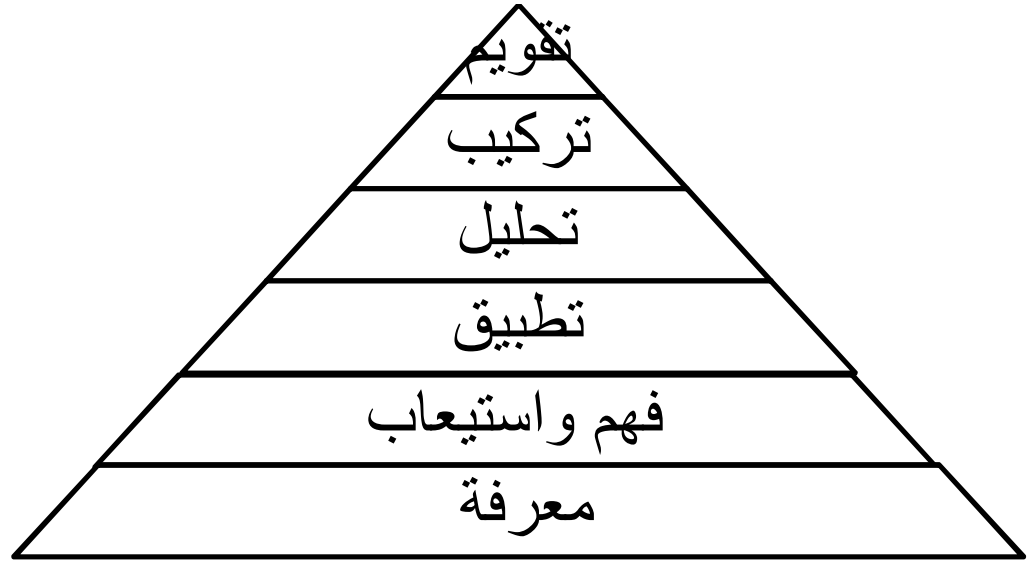 تقويم
تركيب
تحليل
تطبيق
فهم واستيعاب
معرفة